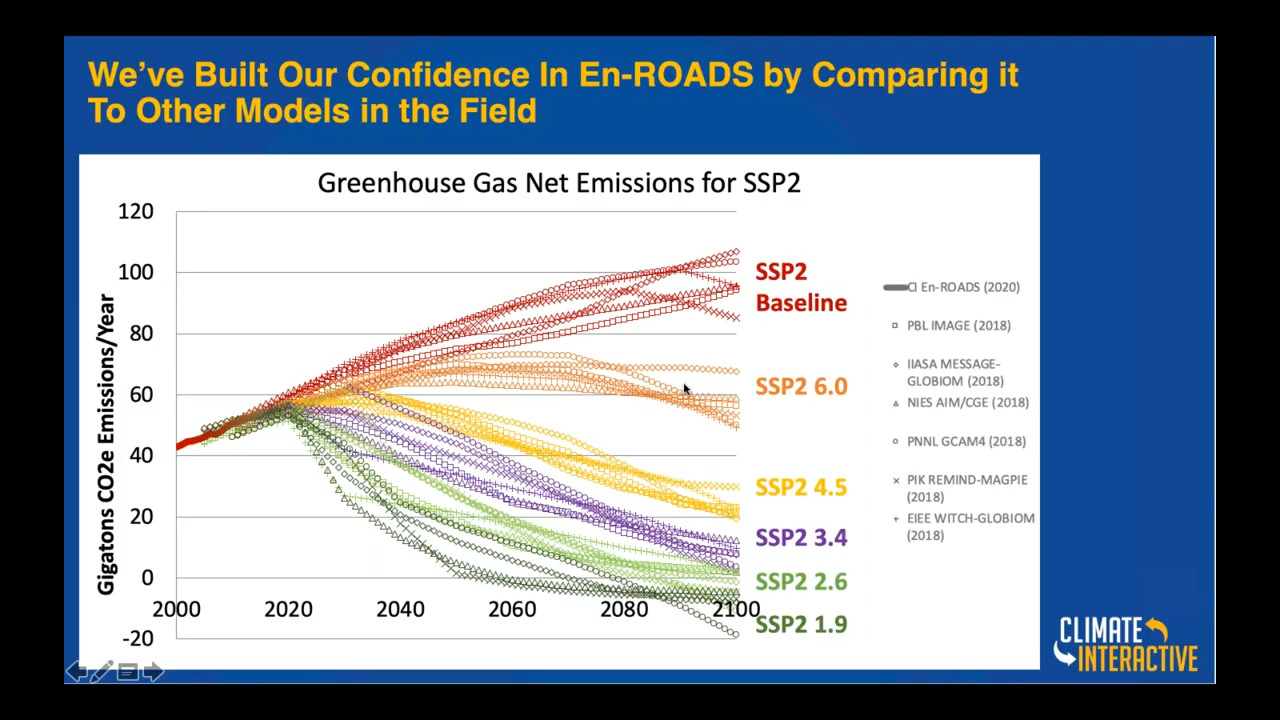 We've Built Our Confidence In En-ROADS by Comparing it
To Other Models in the Field
Greenhouse Gas Net Emissions for SSP2
Gigatons CO2e Emissions/Year
120
100
80
60
40
20
0
-20
2000
2020
2040
2060
2080
2100
SSP2
Baseline
SSP2 6.0
SSP2 4.5
SSP2 3.4
SSP2 2.6
SSP2 1.9
CI En-ROADS (2020)
PBL IMAGE (2018)
IIASA MESSAGE-
GLOBIOM (2018)
NIES AIM/CGE (2018)
PNNL GCAM4 (2018)
PIK REMIND-MAGPIE
(2018)
EIEE WITCH-GLOBIOM
(2018)
CLIMATE
INTERACTIVE